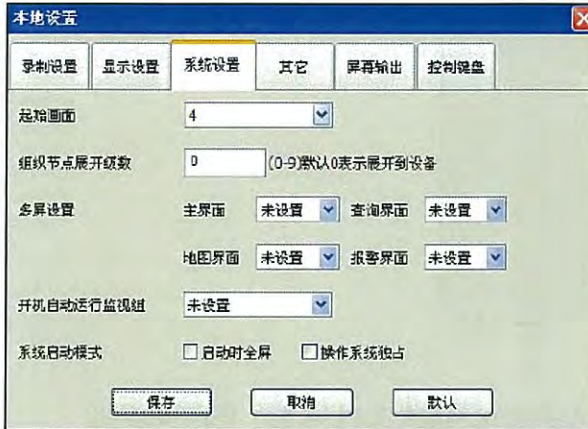 本地设置
录制设置 显示设置 系统设置 其它 屏幕输出 控制键盘
起始画面 4
组织节点展开级数 0 (0-9)默认0表示展开到设备
多屏设置 主界面 未设置 查询界面 未设置
地图界面 未设置 报警界面 未设置
开机自动运行监视组 未设置
系统启动模式 启动时全屏 操作系统独占
保存 取消 默认